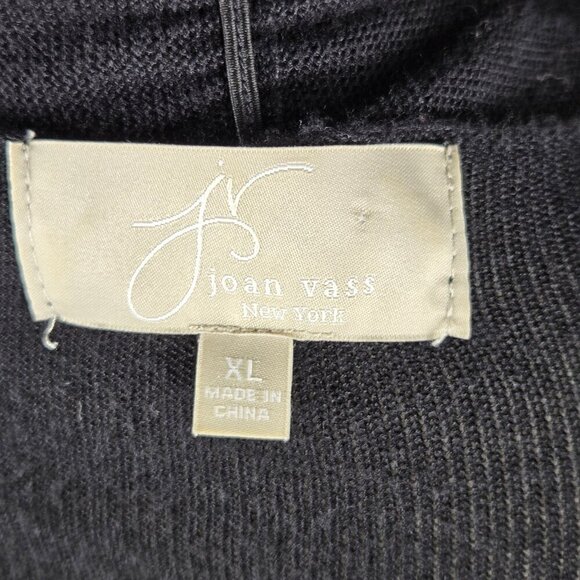 jv
joan vass
New York
XL
MADE IN
CHINA